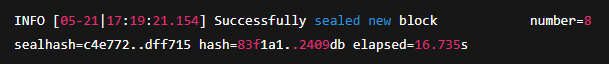 INFO [05-21|17:19:21.154] Successfully sealed new block number=8
sealhash=c4e772..dff715 hash=83f1a1..2409db elapsed=16.735s